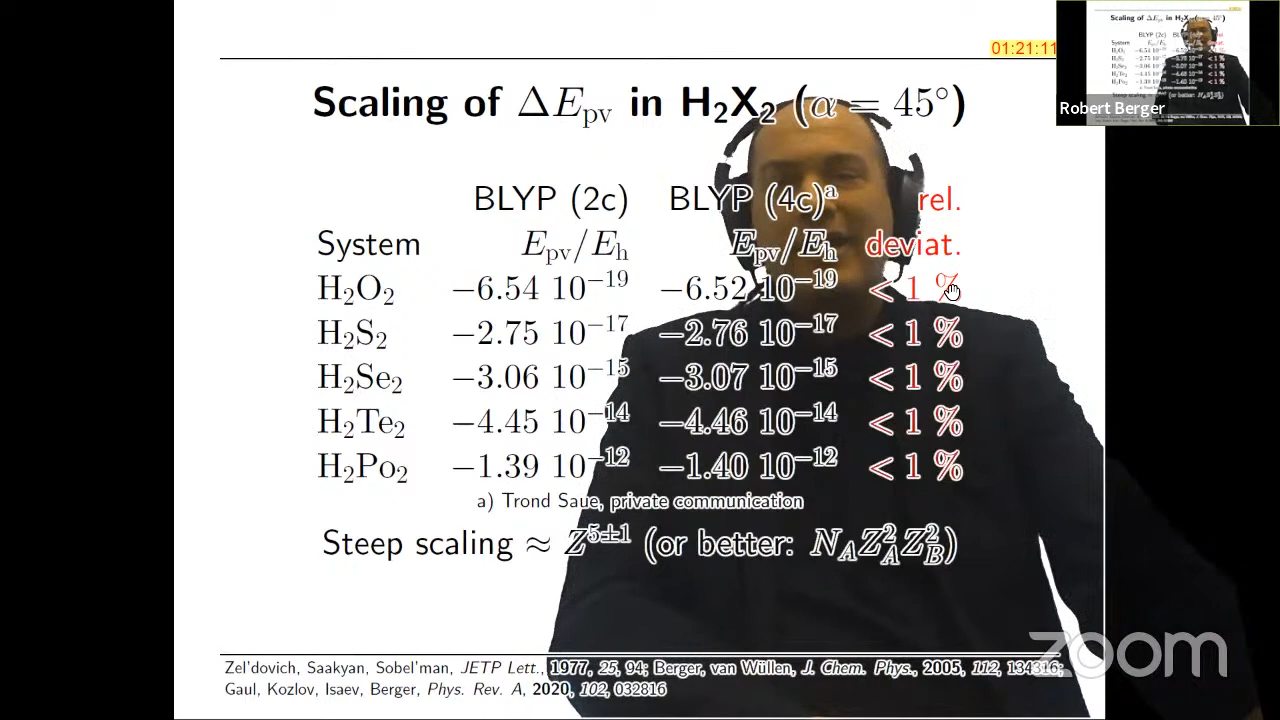 01:21:11
Scaling of ΔE_pv in H₂X₂ (α = 45°)
BLYP (2c) BLYP (4c)ᵃ rel.
System E_pv/E_h E_pv/E_h deviat.
H₂O₂ −6.54 10⁻¹⁹ −6.52 10⁻¹⁹ < 1 %
H₂S₂ −2.75 10⁻¹⁷ −2.76 10⁻¹⁷ < 1 %
H₂Se₂ −3.06 10⁻¹⁵ −3.07 10⁻¹⁵ < 1 %
H₂Te₂ −4.45 10⁻¹⁴ −4.46 10⁻¹⁴ < 1 %
H₂Po₂ −1.39 10⁻¹² −1.40 10⁻¹² < 1 %
a) Trond Saue, private communication
Steep scaling ≈ Z⁵±¹ (or better: N_A Z_A² Z_B²)
Zel'dovich, Saakyan, Sobel'man, JETP Lett., 1977, 25, 94; Berger, van Wüllen, J. Chem. Phys., 2005, 112, 134316;
Gaul, Kozlov, Isaev, Berger, Phys. Rev. A, 2020, 102, 032816
Robert Berger
zoom